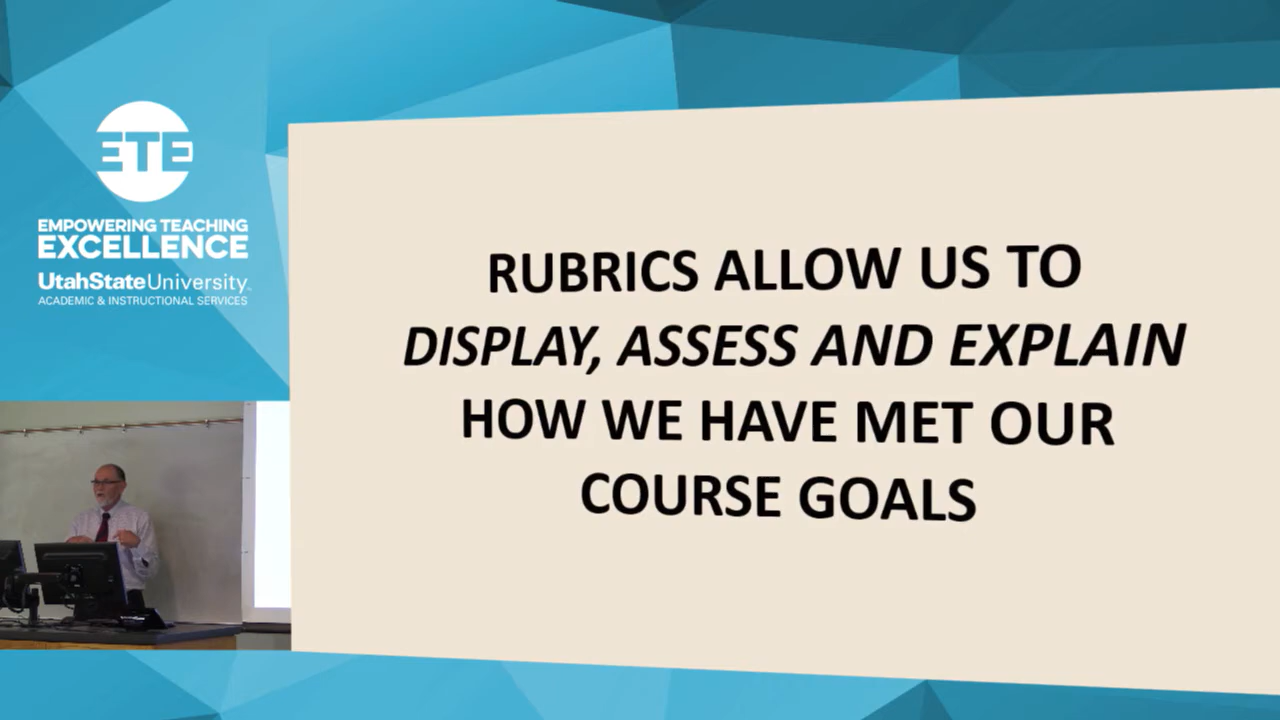 ETE
EMPOWERING TEACHING
EXCELLENCE
UtahStateUniversity
ACADEMIC & INSTRUCTIONAL SERVICES
RUBRICS ALLOW US TO
DISPLAY, ASSESS AND EXPLAIN
HOW WE HAVE MET OUR
COURSE GOALS